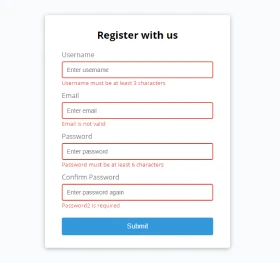 Register with us
Username
Enter username
Username must be at least 3 characters
Email
Enter email
Email is not valid
Password
Enter password
Password must be at least 6 characters
Confirm Password
Enter password again
Password2 is required
Submit